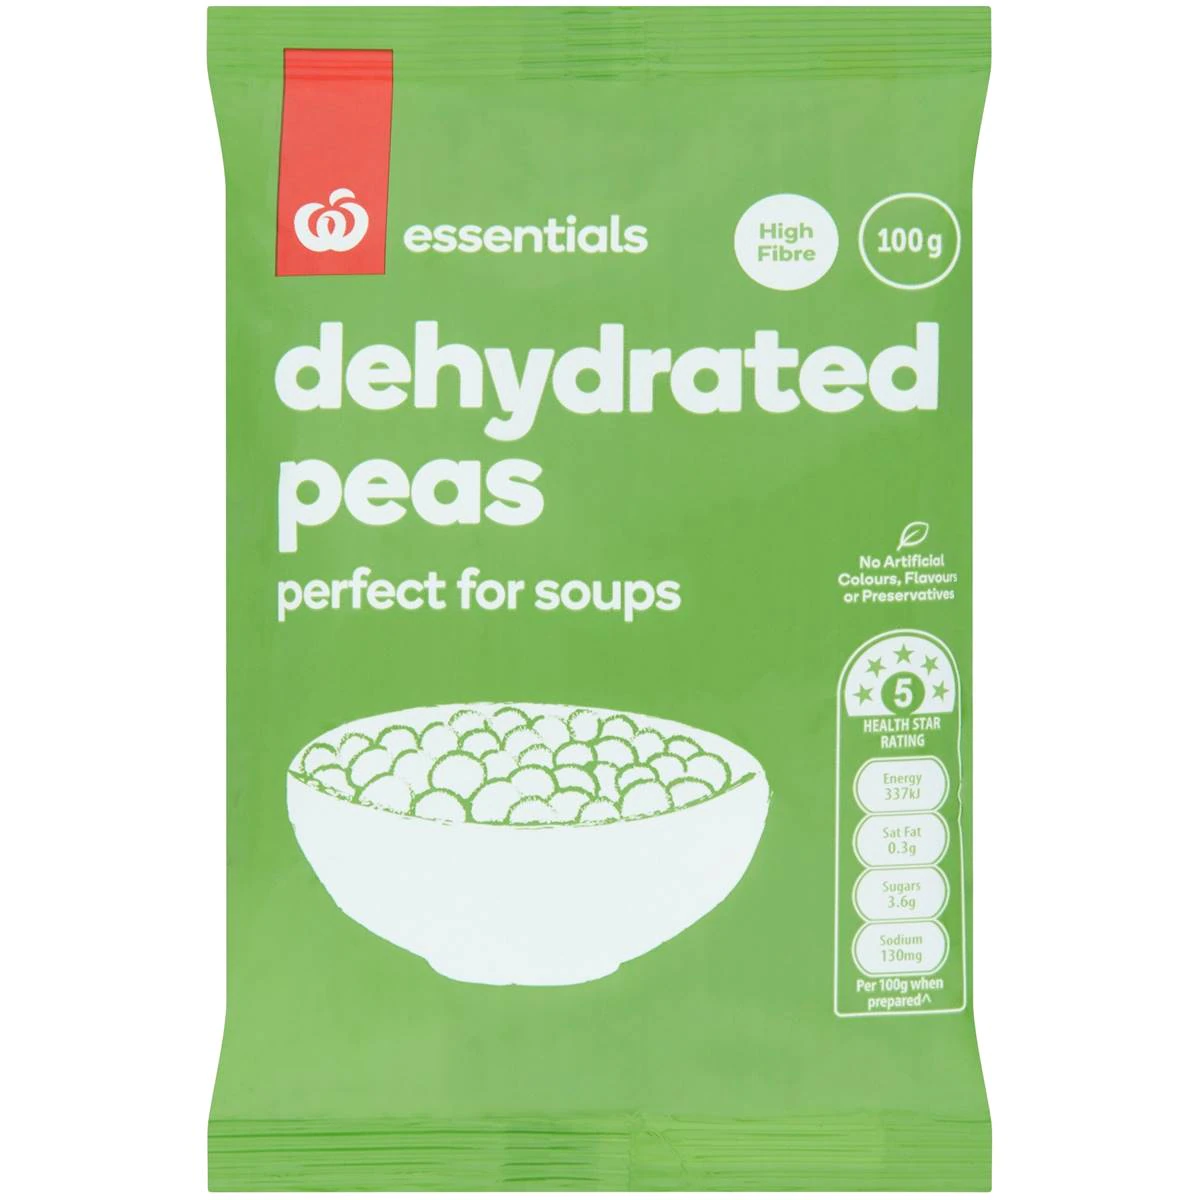 essentials
High
Fibre
100g
dehydrated
peas
perfect for soups
No Artificial
Colours, Flavours
or Preservatives
5
HEALTH STAR
RATING
Energy
337kJ
Sat Fat
0.3g
Sugars
3.6g
Sodium
130mg
Per 100g when
prepared^